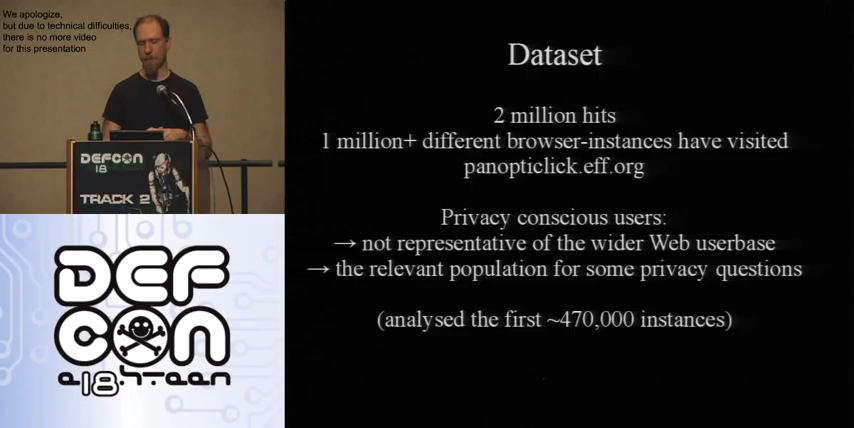 We apologize,
but due to technical difficulties,
there is no more video
for this presentation
DEFCON
18
TRACK 2
DEF
CON
e18hteen
Dataset
2 million hits
1 million+ different browser-instances have visited
panopticlick.eff.org
Privacy conscious users:
→ not representative of the wider Web userbase
→ the relevant population for some privacy questions
(analysed the first ~470,000 instances)